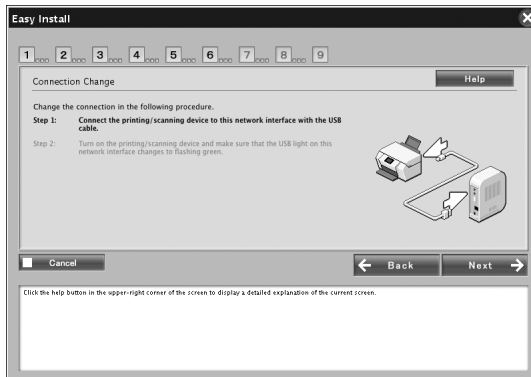 Easy Install
1 2 3 4 5 6 7 8 9
Connection Change
Help
Change the connection in the following procedure.
Step 1: Connect the printing/scanning device to this network interface with the USB
cable.
Step 2: Turn on the printing/scanning device and make sure that the USB light on this
network interface changes to flashing green.
Cancel
Back
Next
Click the help button in the upper-right corner of the screen to display a detailed explanation of the current screen.